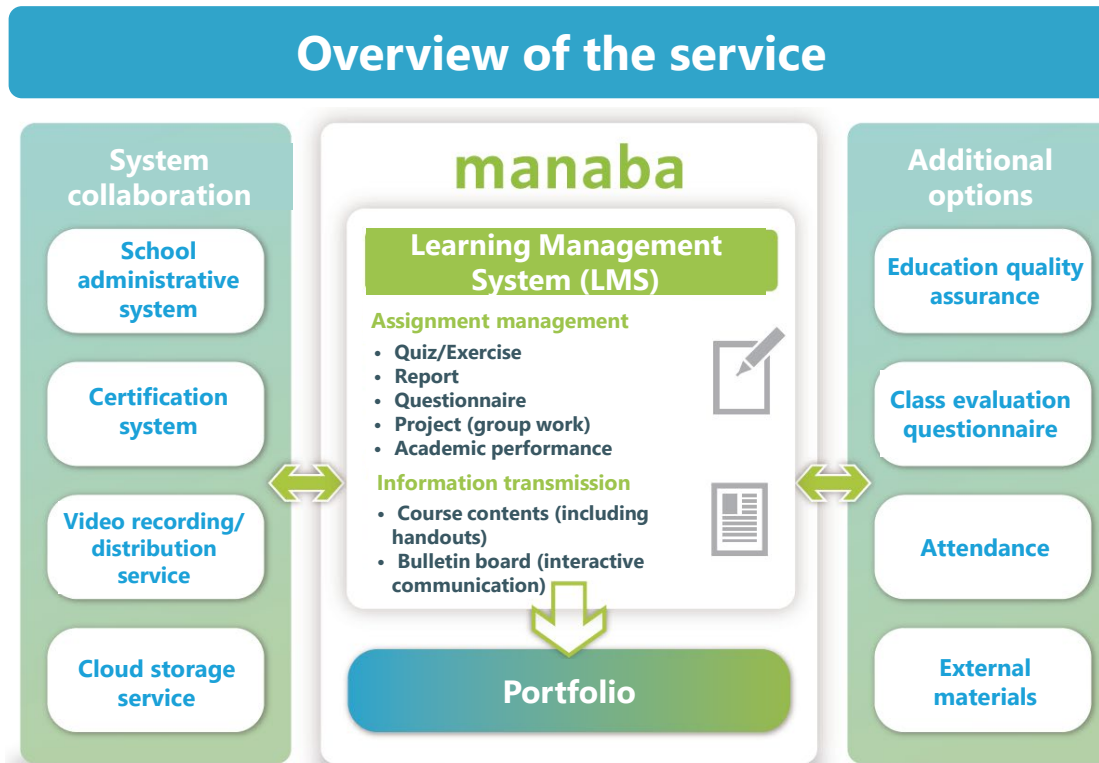 Overview of the service
System
collaboration
School
administrative
system
Certification
system
Video recording/
distribution
service
Cloud storage
service
manaba
Learning Management
System (LMS)
Assignment management
• Quiz/Exercise
• Report
• Questionnaire
• Project (group work)
• Academic performance
Information transmission
• Course contents (including
handouts)
• Bulletin board (interactive
communication)
Portfolio
Additional
options
Education quality
assurance
Class evaluation
questionnaire
Attendance
External
materials